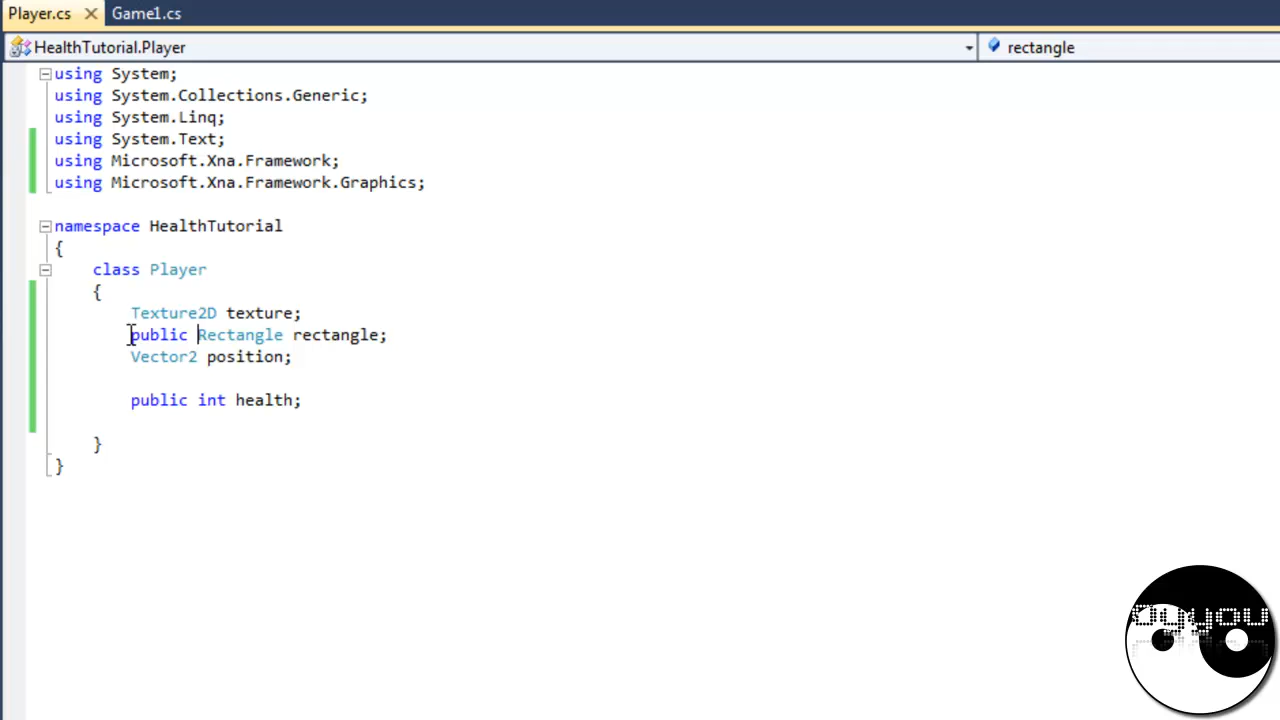 Player.cs
Game1.cs
HealthTutorial.Player
rectangle
using System;
using System.Collections.Generic;
using System.Linq;
using System.Text;
using Microsoft.Xna.Framework;
using Microsoft.Xna.Framework.Graphics;
namespace HealthTutorial
{
class Player
{
Texture2D texture;
public Rectangle rectangle;
Vector2 position;
public int health;
}
}
Oyyou